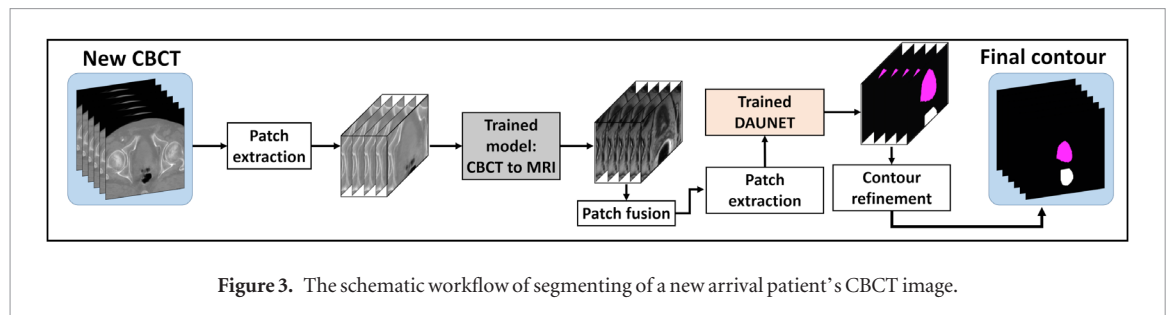 New CBCT
Patch
extraction
Trained
model:
CBCT to MRI
Patch fusion
Patch
extraction
Trained
DAUNET
Contour
refinement
Final contour
Figure 3. The schematic workflow of segmenting of a new arrival patient's CBCT image.